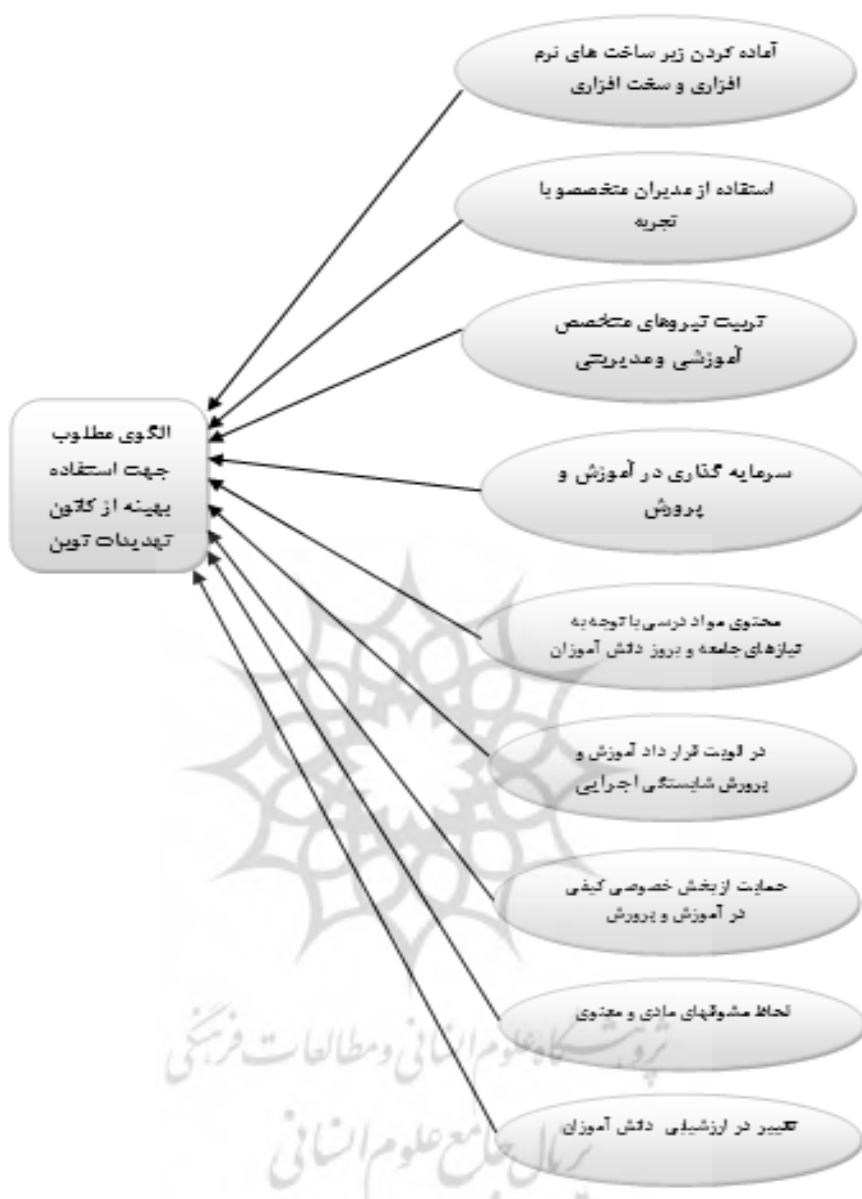 آماده کردن زیر ساخت های نرم
افزاری و سخت افزاری
استفاده از مدیران متخصصو با
تجربه
تربیت نیروهای متخصص
آموزشی و مدیریتی
سرمایه گذاری در آموزش و
پرورش
الگوی مطلوب
جهت استفاده
بهینه از کانون
تهدیدات نوین
محتوی مواد درسی با توجه به
نیازهای جامعه و بروز دانش آموزان
در الویت قرار داد آموزش و
پرورش شایستگی اجرایی
حمایت از بخش خصوصی کیفی
در آموزش و پرورش
لحاظ مشوقهای مادی و معنوی
تغییر در ارزشیابی دانش آموزان
پژوهشگاه علوم انسانی و مطالعات فرهنگی
پرتال جامع علوم انسانی